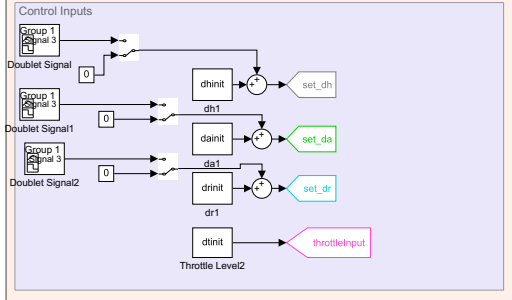 Control Inputs
Group 1
Signal 3
Doublet Signal
0
dhinit
set_dh
dh1
Group 1
Signal 3
Doublet Signal1
0
dainit
set_da
da1
Group 1
Signal 3
Doublet Signal2
0
drinit
set_dr
dr1
dtinit
throttleInput
Throttle Level2